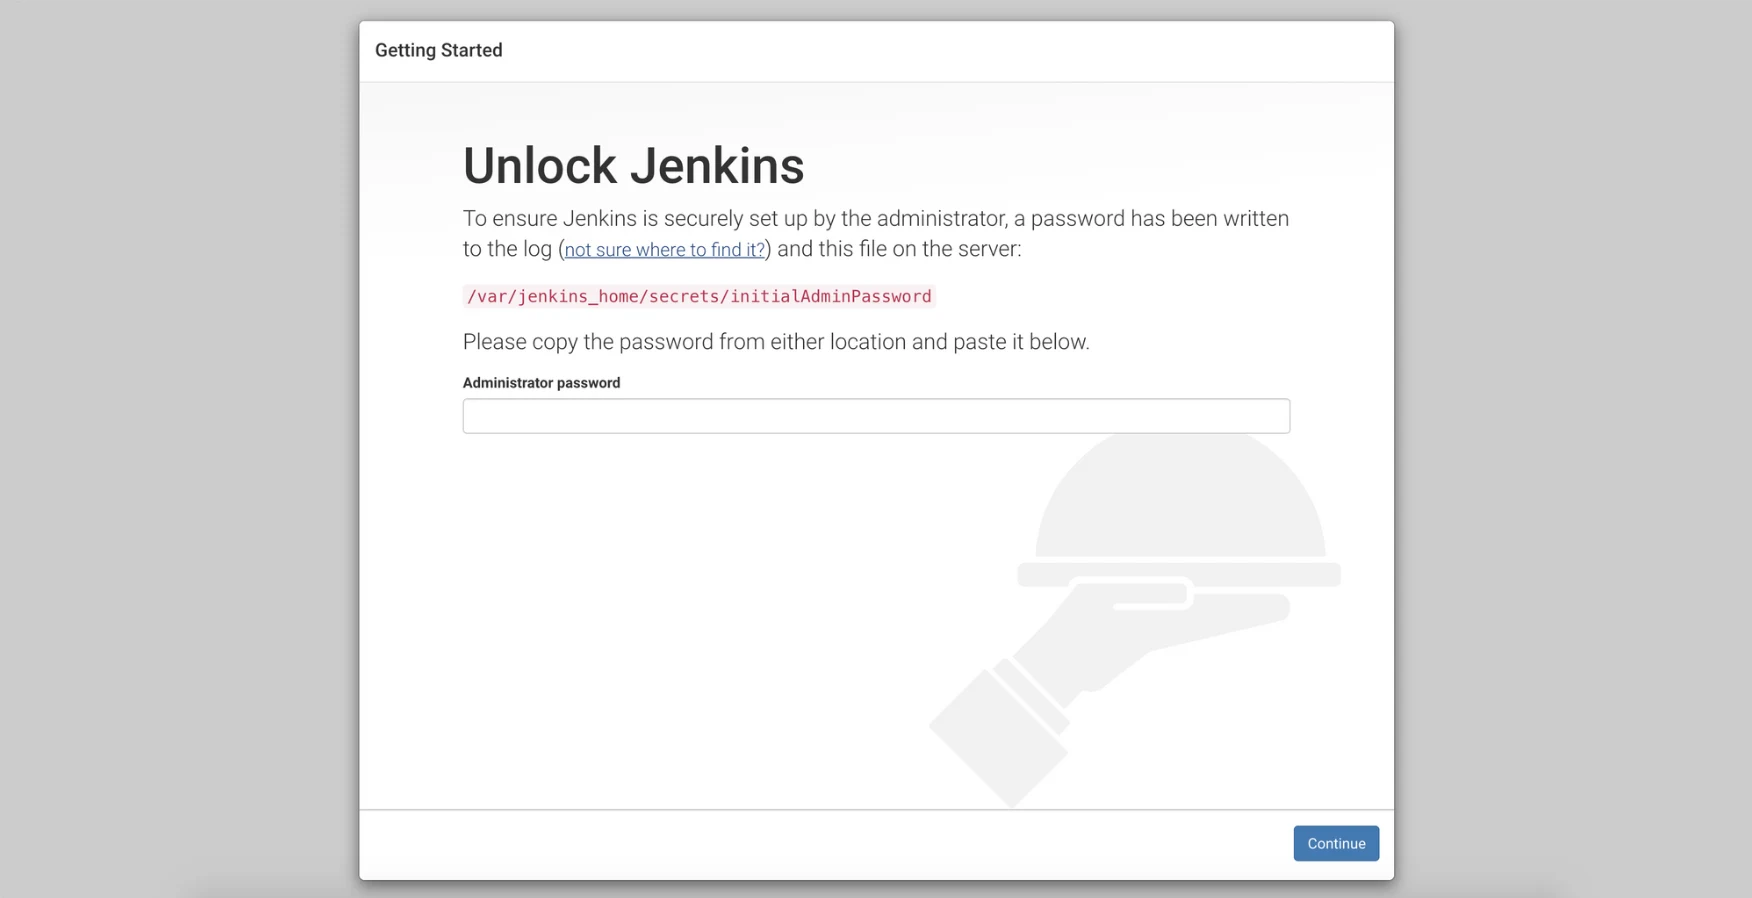 Getting Started
Unlock Jenkins
To ensure Jenkins is securely set up by the administrator, a password has been written
to the log (not sure where to find it?) and this file on the server:
/var/jenkins_home/secrets/initialAdminPassword
Please copy the password from either location and paste it below.
Administrator password
Continue